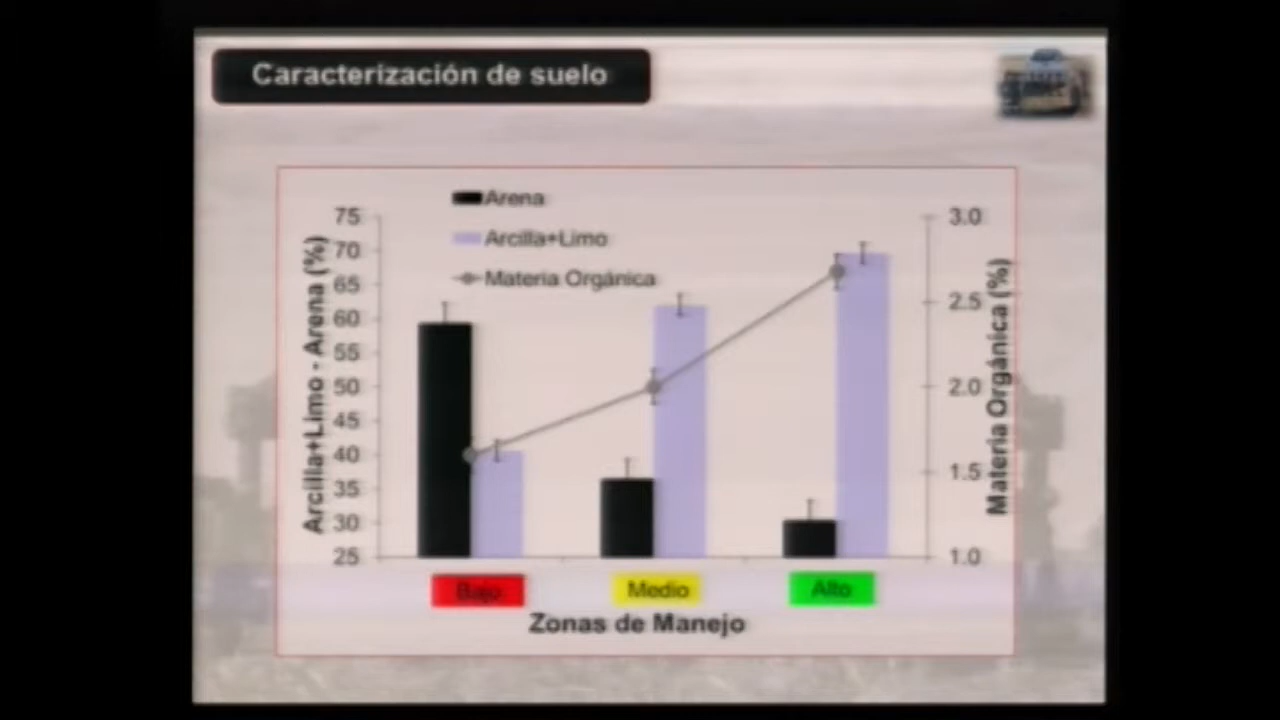 Caracterización de suelo
Arena
Arcilla+Limo
Materia Orgánica
Arcilla+Limo - Arena (%)
75
70
65
60
55
50
45
40
35
30
25
3.0
2.5
2.0
1.5
1.0
Materia Orgánica (%)
Bajo Medio Alto
Zonas de Manejo